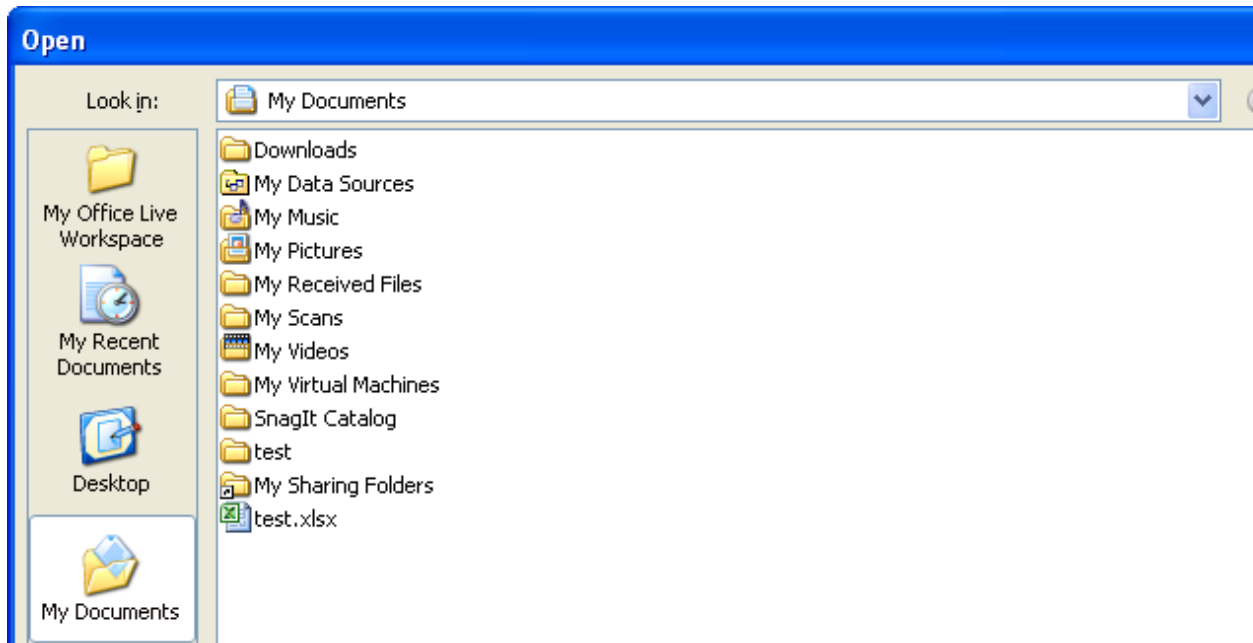 Open
Look in:
My Documents
My Office Live
Workspace
My Recent
Documents
Desktop
My Documents
Downloads
My Data Sources
My Music
My Pictures
My Received Files
My Scans
My Videos
My Virtual Machines
SnagIt Catalog
test
My Sharing Folders
test.xlsx